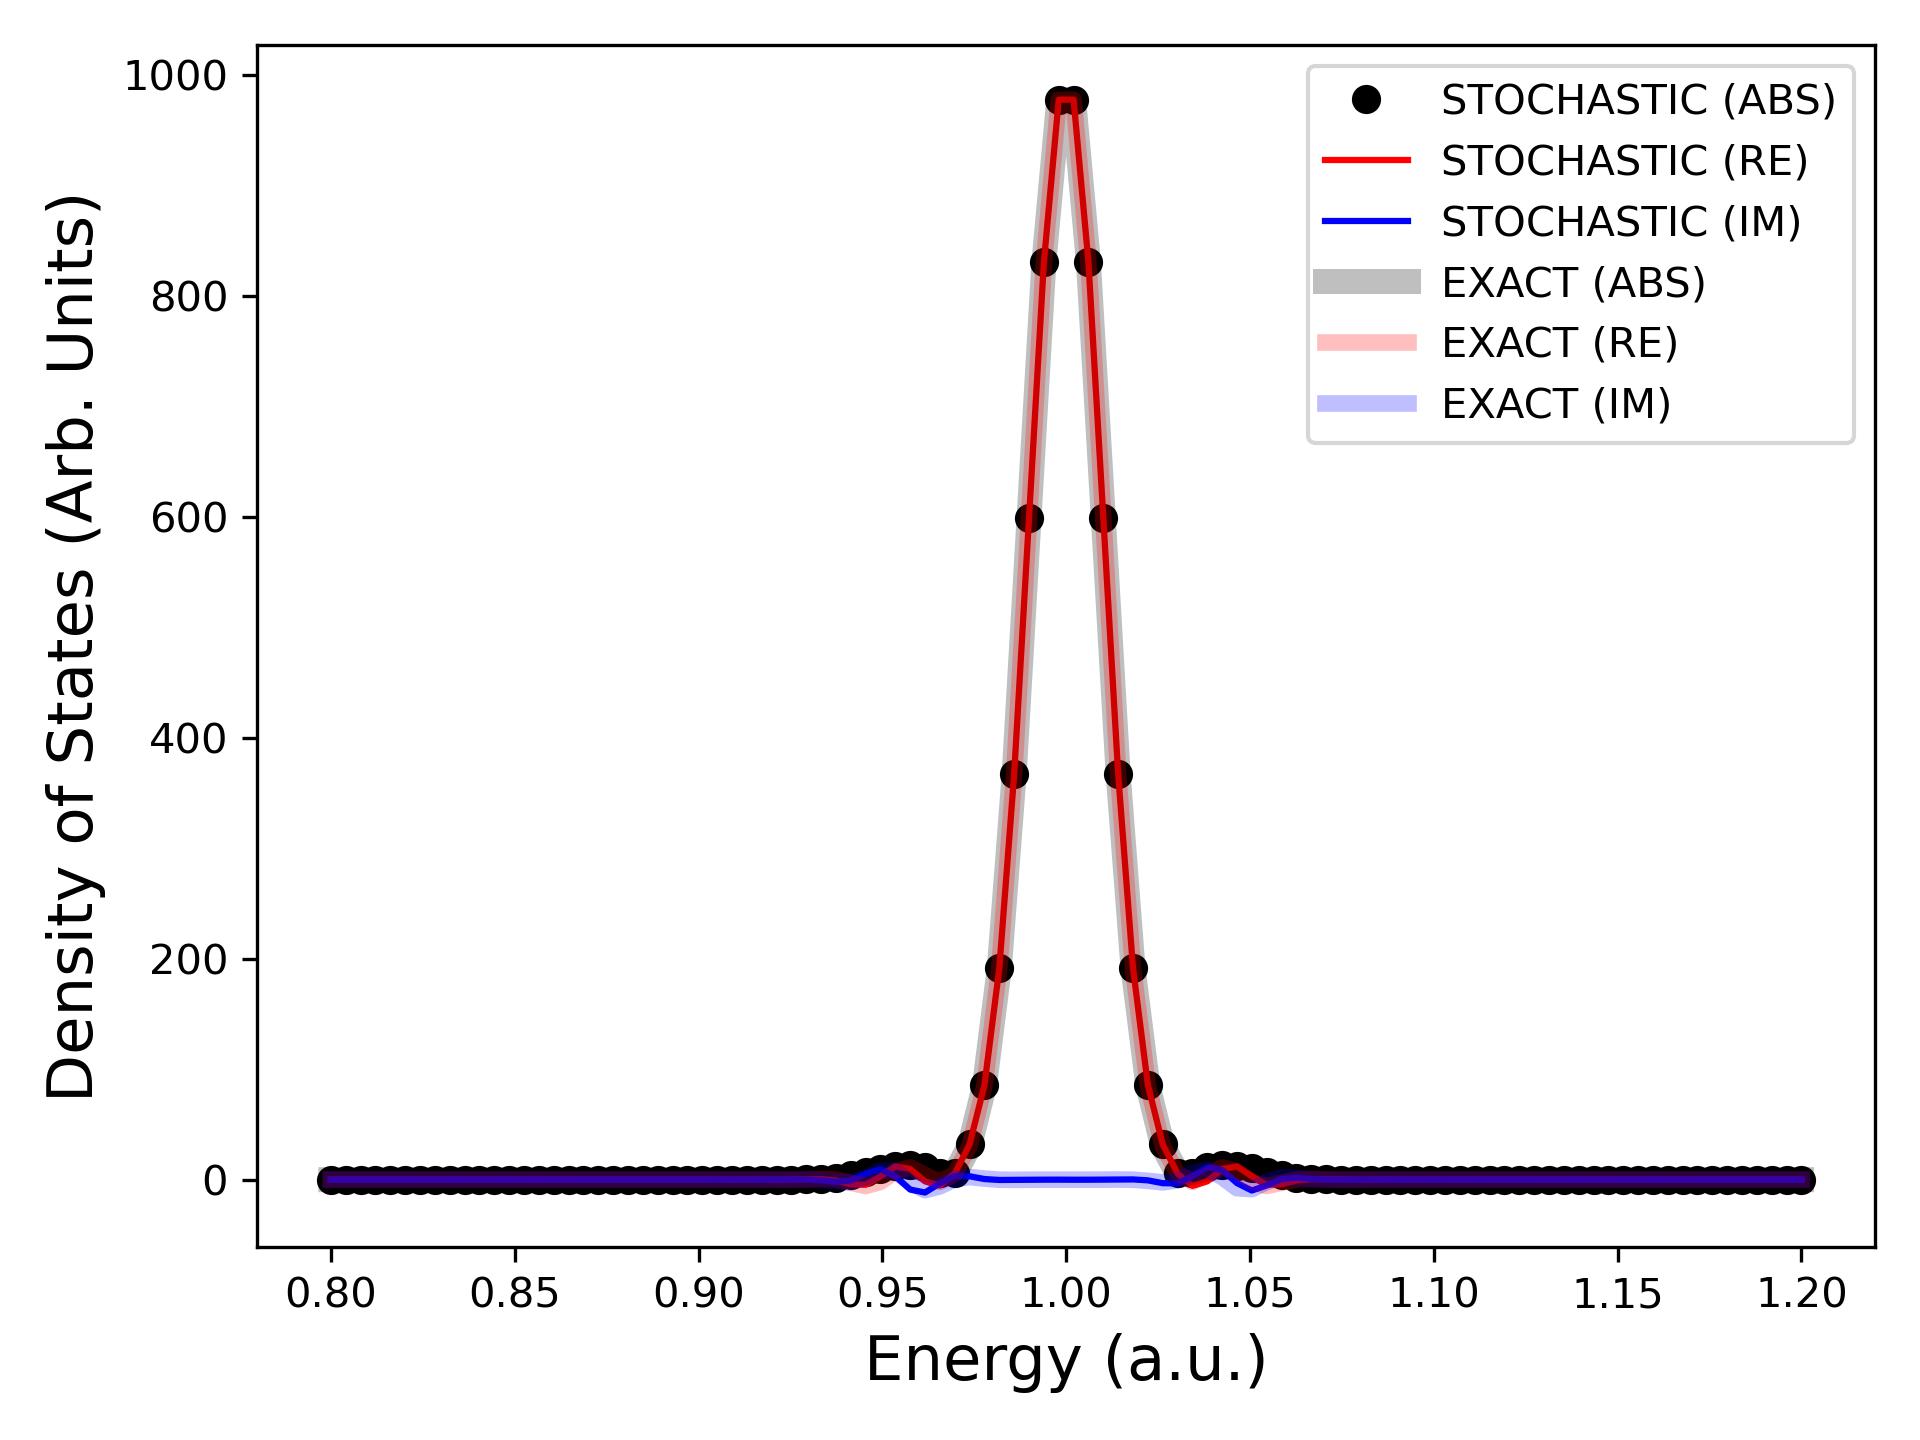 Density of States (Arb. Units)
1000
800
600
400
200
0
STOCHASTIC (ABS)
STOCHASTIC (RE)
STOCHASTIC (IM)
EXACT (ABS)
EXACT (RE)
EXACT (IM)
0.80 0.85 0.90 0.95 1.00 1.05 1.10 1.15 1.20
Energy (a.u.)